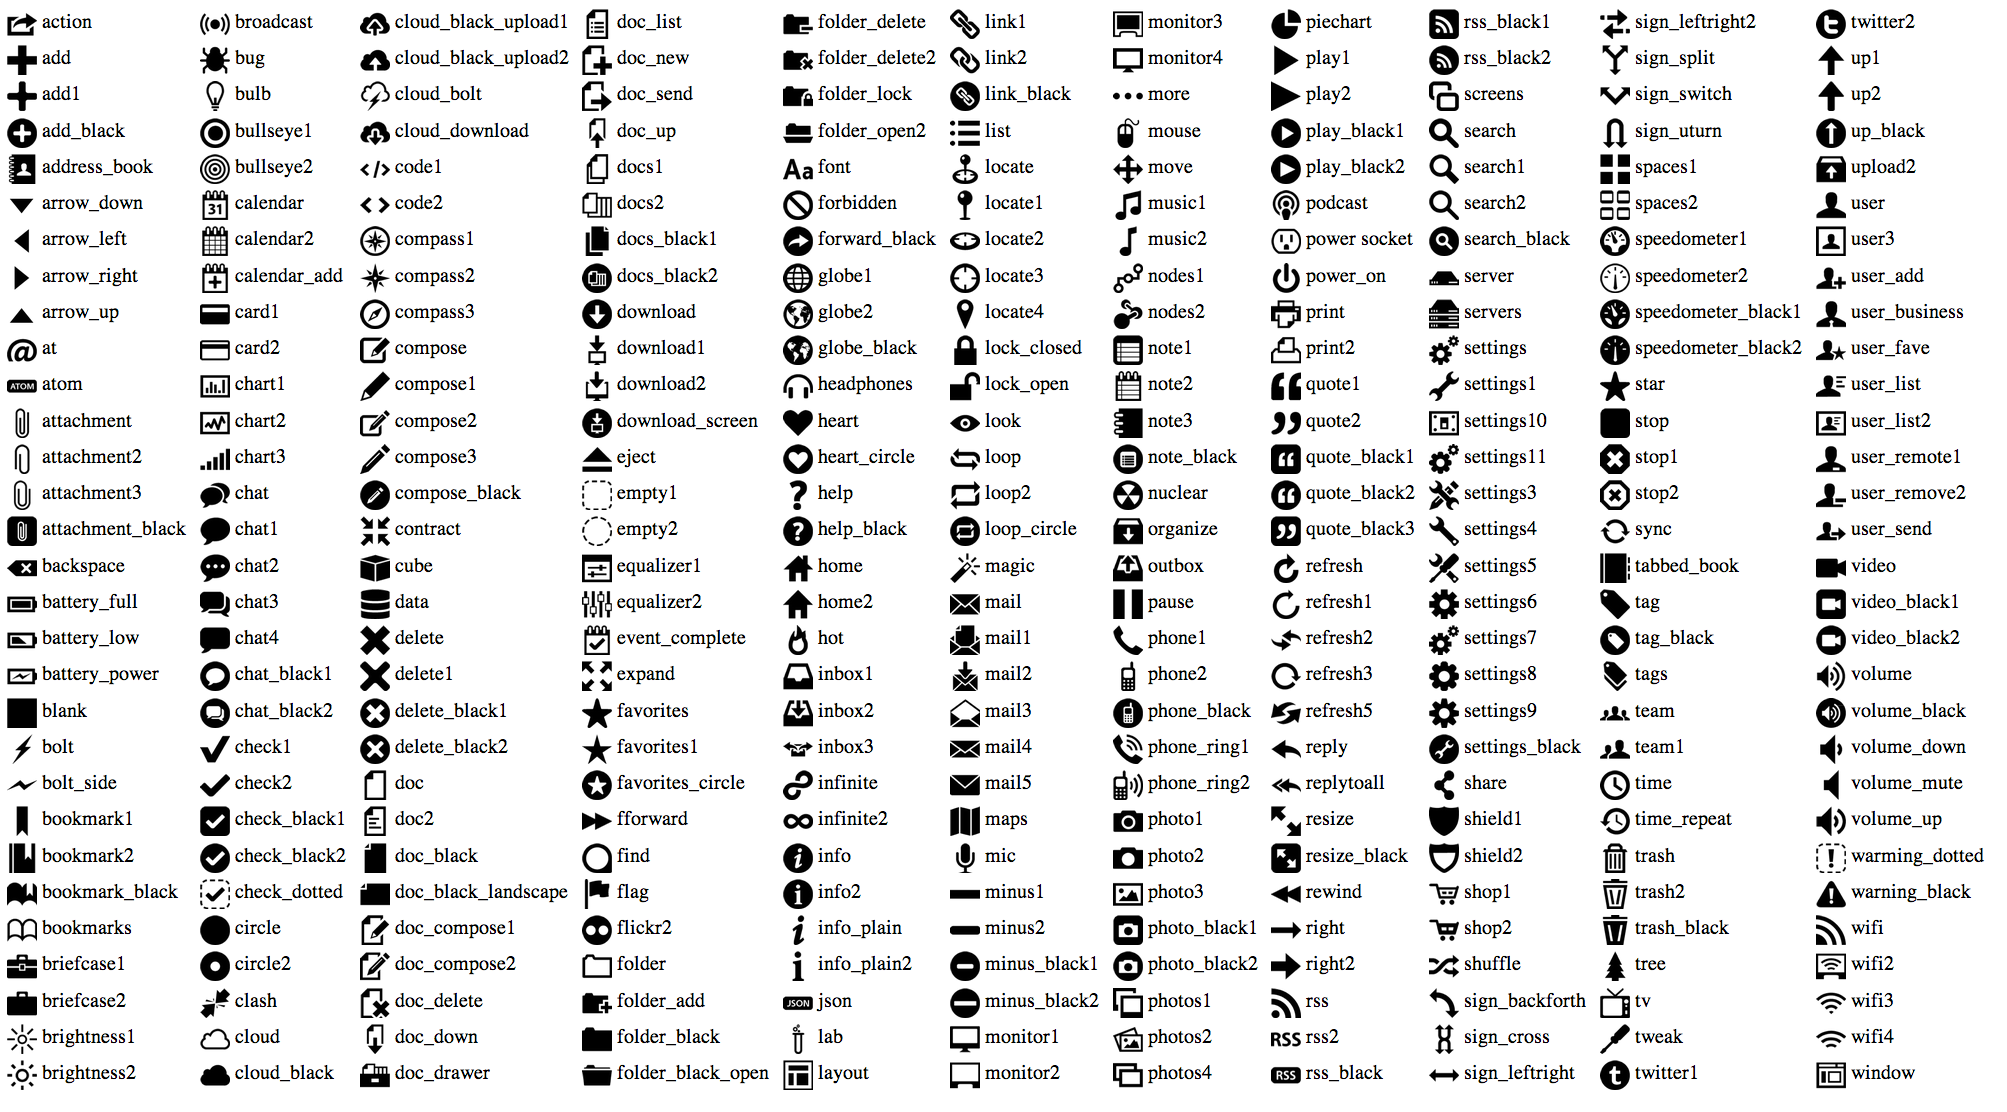 action
add
add1
add_black
address_book
arrow_down
arrow_left
arrow_right
arrow_up
@ at
ATOM atom
attachment
attachment2
attachment3
attachment_black
backspace
battery_full
battery_low
battery_power
blank
bolt
bolt_side
bookmark1
bookmark2
bookmark_black
bookmarks
briefcase1
briefcase2
brightness1
brightness2
broadcast
bug
bulb
bullseye1
bullseye2
31 calendar
calendar2
calendar_add
card1
card2
chart1
chart2
chart3
chat
chat1
chat2
chat3
chat4
chat_black1
chat_black2
check1
check2
check_black1
check_black2
check_dotted
circle
circle2
clash
cloud
cloud_black
cloud_black_upload1
cloud_black_upload2
cloud_bolt
cloud_download
</> code1
<> code2
compass1
compass2
compass3
compose
compose1
compose2
compose3
compose_black
contract
cube
data
delete
delete1
delete_black1
delete_black2
doc
doc2
doc_black
doc_black_landscape
doc_compose1
doc_compose2
doc_delete
doc_down
doc_drawer
doc_list
doc_new
doc_send
doc_up
docs1
docs2
docs_black1
docs_black2
download
download1
download2
download_screen
eject
empty1
empty2
equalizer1
equalizer2
event_complete
expand
favorites
favorites1
favorites_circle
fforward
find
flag
flickr2
folder
folder_add
folder_black
folder_black_open
folder_delete
folder_delete2
folder_lock
folder_open2
Aa font
forbidden
forward_black
globe1
globe2
globe_black
headphones
heart
heart_circle
? help
? help_black
home
home2
hot
inbox1
inbox2
inbox3
infinite
infinite2
i info
i info2
i info_plain
i info_plain2
JSON json
lab
layout
link1
link2
link_black
list
locate
locate1
locate2
locate3
locate4
lock_closed
lock_open
look
loop
loop2
loop_circle
magic
mail
mail1
mail2
mail3
mail4
mail5
maps
mic
minus1
minus2
minus_black1
minus_black2
monitor1
monitor2
monitor3
monitor4
more
mouse
move
music1
music2
nodes1
nodes2
note1
note2
note3
note_black
nuclear
organize
outbox
pause
phone1
phone2
phone_black
phone_ring1
phone_ring2
photo1
photo2
photo3
photo_black1
photo_black2
photos1
photos2
photos4
piechart
play1
play2
play_black1
play_black2
podcast
power socket
power_on
print
print2
quote1
quote2
quote_black1
quote_black2
quote_black3
refresh
refresh1
refresh2
refresh3
refresh5
reply
replytoall
resize
resize_black
rewind
right
right2
rss
RSS rss2
RSS rss_black
rss_black1
rss_black2
screens
search
search1
search2
search_black
server
servers
settings
settings1
settings10
settings11
settings3
settings4
settings5
settings6
settings7
settings8
settings9
settings_black
share
shield1
shield2
shop1
shop2
shuffle
sign_backforth
sign_cross
sign_leftright
sign_leftright2
sign_split
sign_switch
sign_uturn
spaces1
spaces2
speedometer1
speedometer2
speedometer_black1
speedometer_black2
star
stop
stop1
stop2
sync
tabbed_book
tag
tag_black
tags
team
team1
time
time_repeat
trash
trash2
trash_black
tree
tv
tweak
t twitter1
t twitter2
up1
up2
up_black
upload2
user
user3
user_add
user_business
user_fave
user_list
user_list2
user_remote1
user_remove2
user_send
video
video_black1
video_black2
volume
volume_black
volume_down
volume_mute
volume_up
! warming_dotted
! warning_black
wifi
wifi2
wifi3
wifi4
window